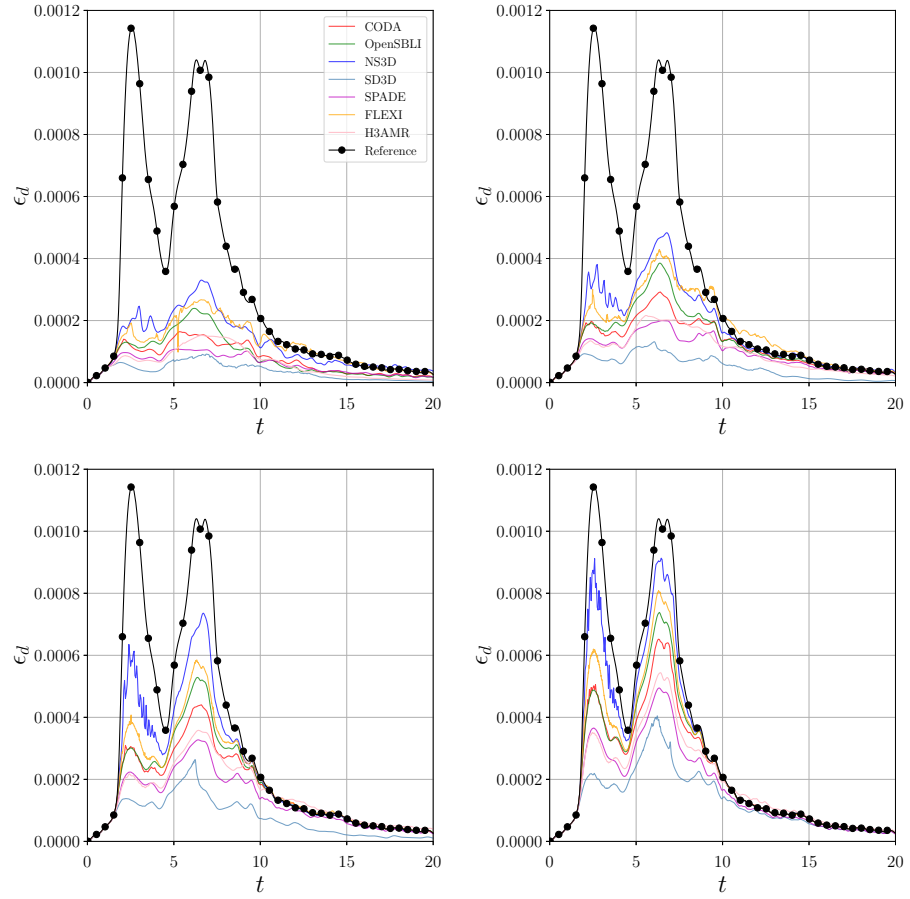 0.0012
0.0010
0.0008
0.0006
0.0004
0.0002
0.0000
ϵ_d
0 5 10 15 20
t
CODA
OpenSBLI
NS3D
SD3D
SPADE
FLEXI
H3AMR
Reference
0.0012
0.0010
0.0008
0.0006
0.0004
0.0002
0.0000
ϵ_d
0 5 10 15 20
t
0.0012
0.0010
0.0008
0.0006
0.0004
0.0002
0.0000
ϵ_d
0 5 10 15 20
t
0.0012
0.0010
0.0008
0.0006
0.0004
0.0002
0.0000
ϵ_d
0 5 10 15 20
t